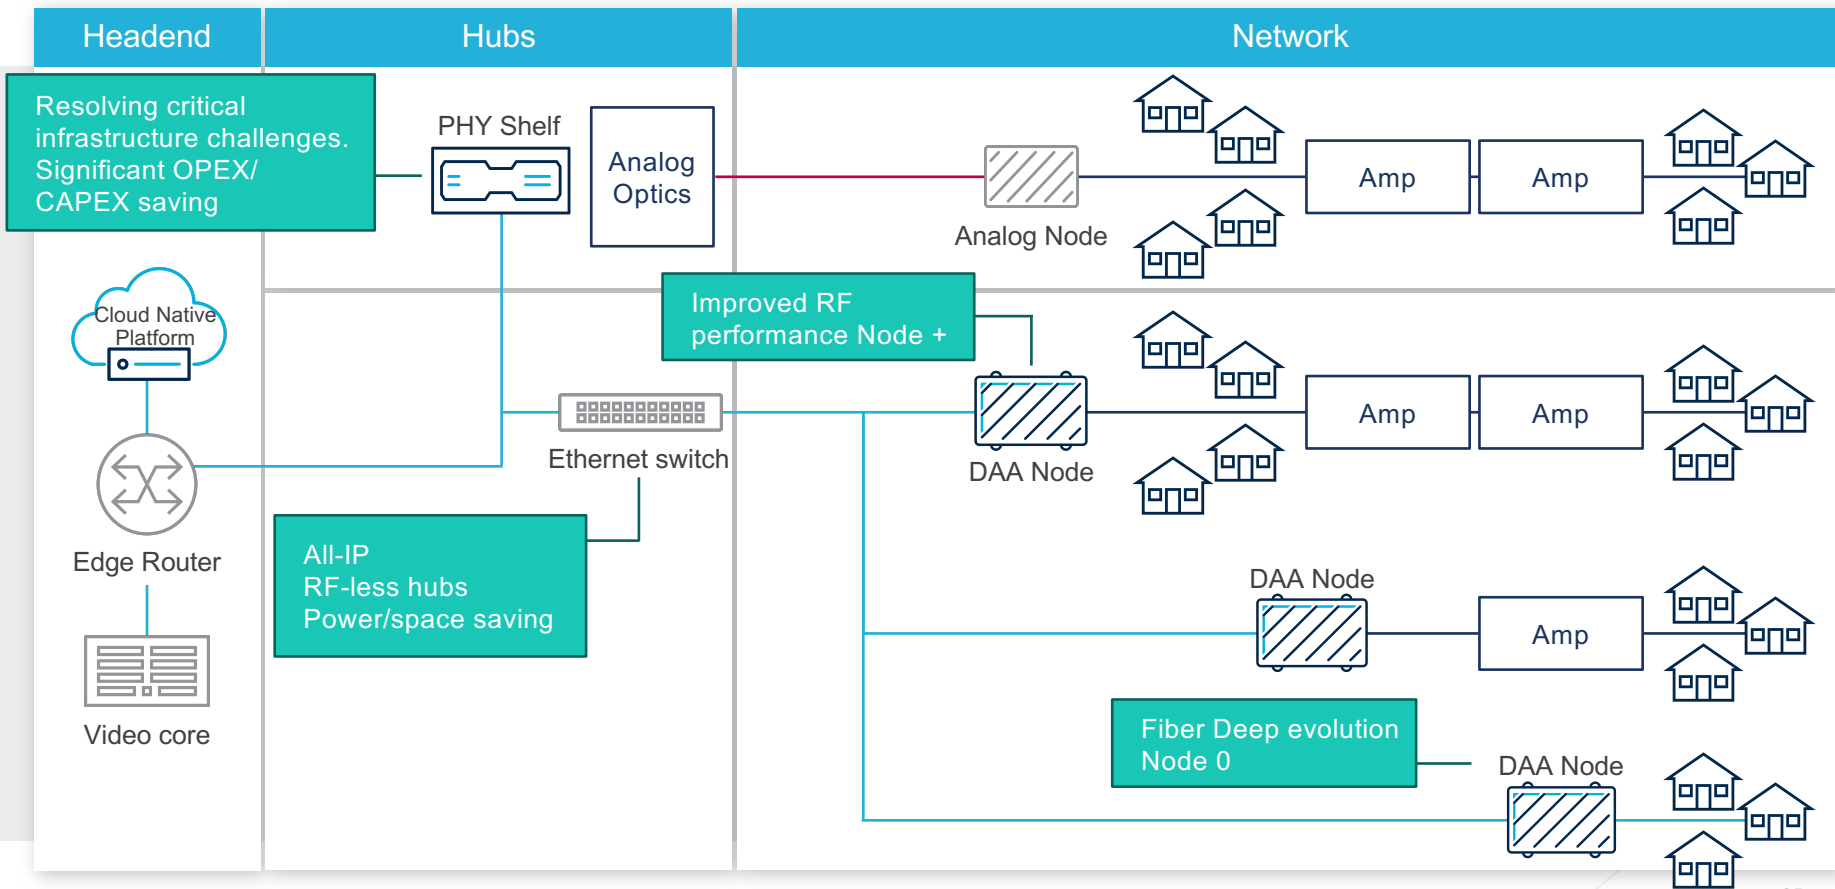 Headend
Hubs
Network
Resolving critical
infrastructure challenges.
Significant OPEX/
CAPEX saving
PHY Shelf
Analog
Optics
Analog Node
Amp
Amp
Cloud Native
Platform
Improved RF
performance Node +
Ethernet switch
DAA Node
Amp
Amp
Edge Router
All-IP
RF-less hubs
Power/space saving
DAA Node
Amp
Video core
Fiber Deep evolution
Node 0
DAA Node